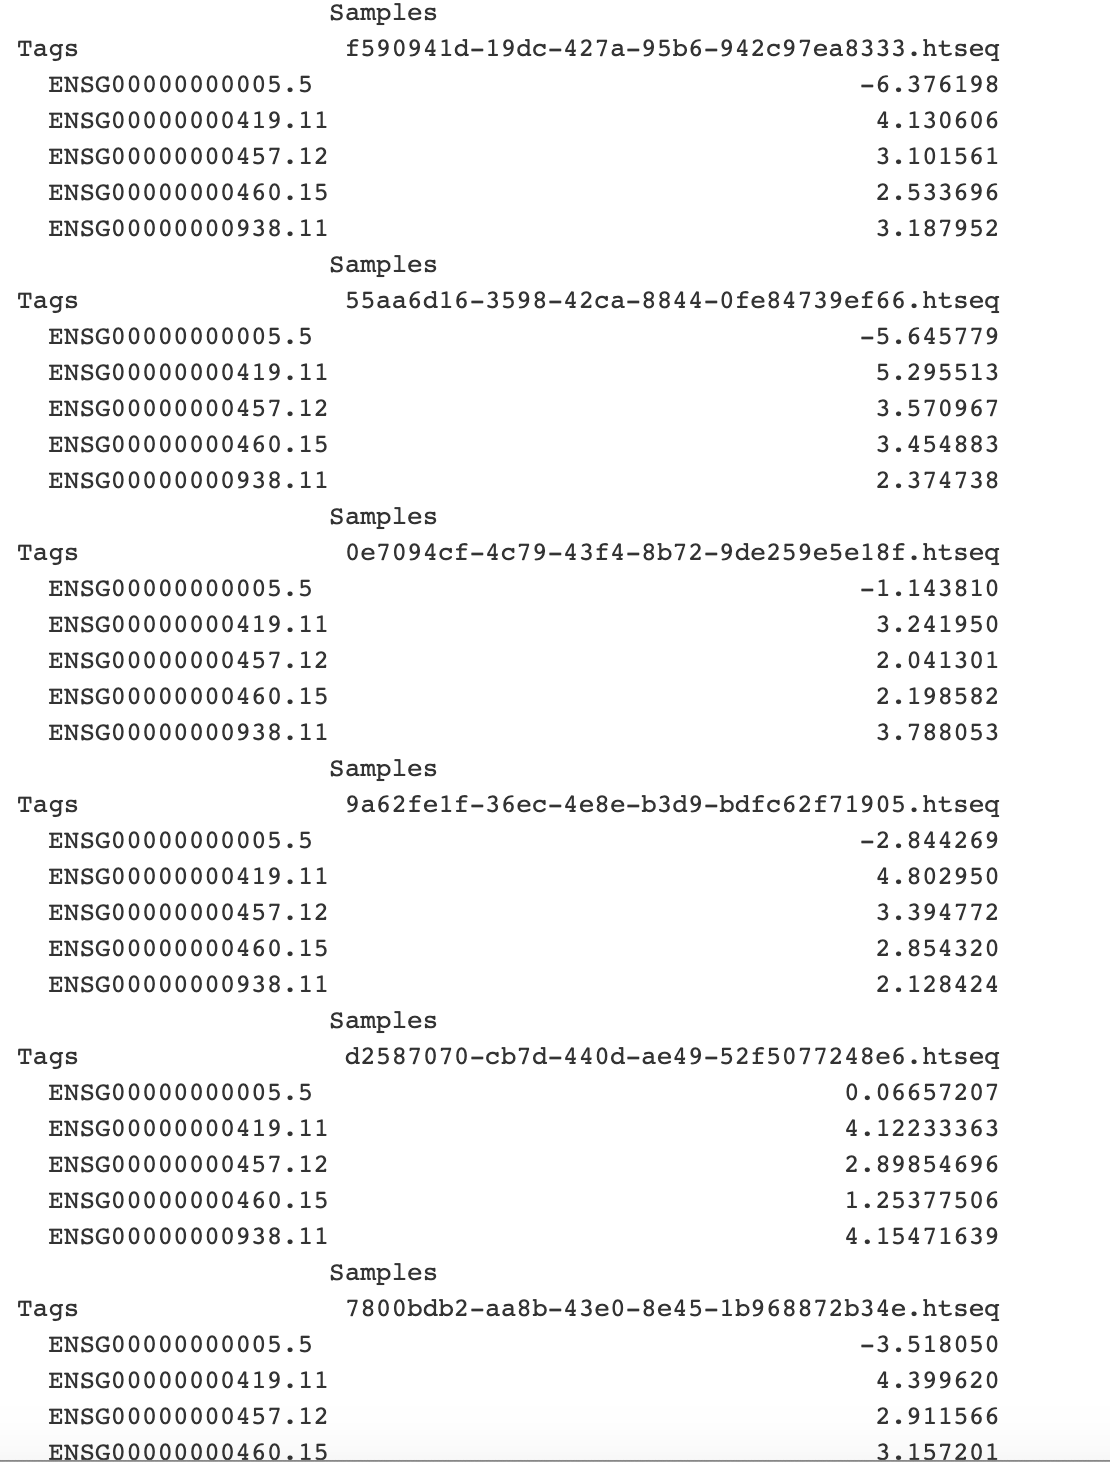 Samples
Tags f590941d-19dc-427a-95b6-942c97ea8333.htseq
ENSG00000000005.5 -6.376198
ENSG00000000419.11 4.130606
ENSG00000000457.12 3.101561
ENSG00000000460.15 2.533696
ENSG00000000938.11 3.187952
Samples
Tags 55aa6d16-3598-42ca-8844-0fe84739ef66.htseq
ENSG00000000005.5 -5.645779
ENSG00000000419.11 5.295513
ENSG00000000457.12 3.570967
ENSG00000000460.15 3.454883
ENSG00000000938.11 2.374738
Samples
Tags 0e7094cf-4c79-43f4-8b72-9de259e5e18f.htseq
ENSG00000000005.5 -1.143810
ENSG00000000419.11 3.241950
ENSG00000000457.12 2.041301
ENSG00000000460.15 2.198582
ENSG00000000938.11 3.788053
Samples
Tags 9a62fe1f-36ec-4e8e-b3d9-bdfc62f71905.htseq
ENSG00000000005.5 -2.844269
ENSG00000000419.11 4.802950
ENSG00000000457.12 3.394772
ENSG00000000460.15 2.854320
ENSG00000000938.11 2.128424
Samples
Tags d2587070-cb7d-440d-ae49-52f5077248e6.htseq
ENSG00000000005.5 0.06657207
ENSG00000000419.11 4.12233363
ENSG00000000457.12 2.89854696
ENSG00000000460.15 1.25377506
ENSG00000000938.11 4.15471639
Samples
Tags 7800bdb2-aa8b-43e0-8e45-1b968872b34e.htseq
ENSG00000000005.5 -3.518050
ENSG00000000419.11 4.399620
ENSG00000000457.12 2.911566
ENSG00000000460.15 3.157201